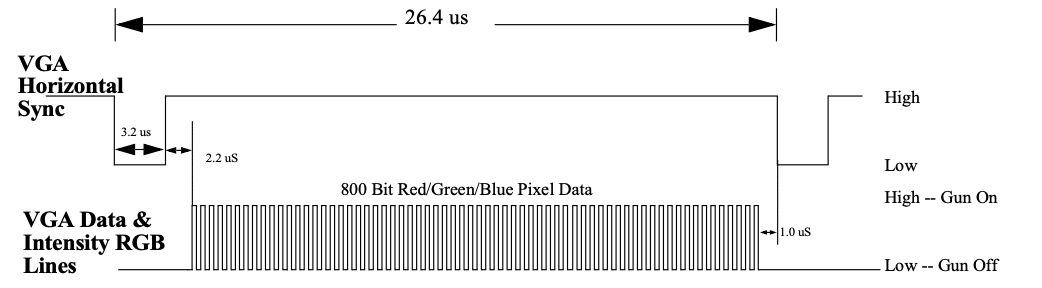 26.4 us
VGA
Horizontal
Sync
High
3.2 us
2.2 uS
Low
800 Bit Red/Green/Blue Pixel Data
High -- Gun On
VGA Data &
Intensity RGB
Lines
1.0 uS
Low -- Gun Off